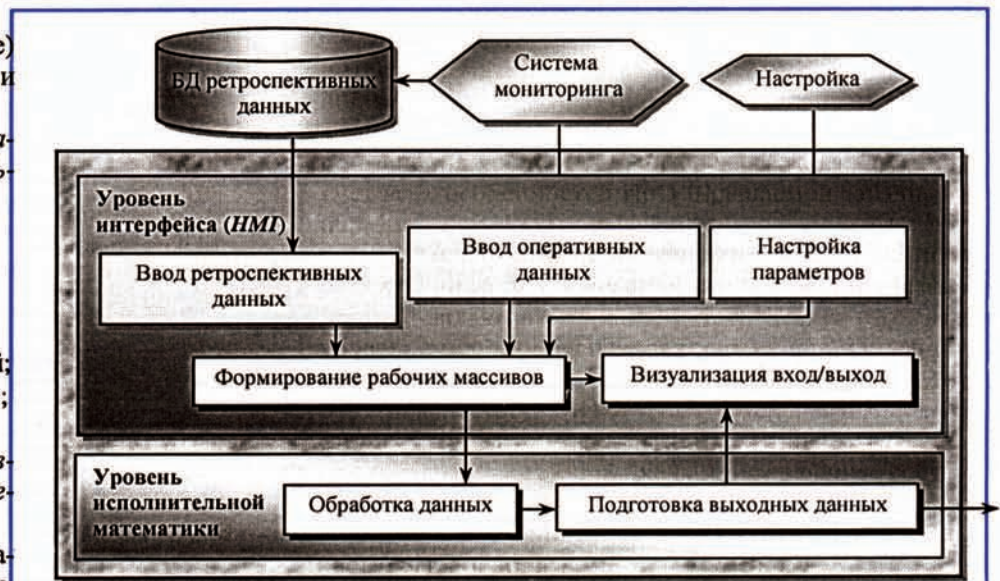 е)
и
БД ретроспективных
данных
Система
мониторинга
Настройка
Уровень
интерфейса (HMI)
Ввод ретроспективных
данных
Ввод оперативных
данных
Настройка
параметров
Формирование рабочих массивов
Визуализация вход/выход
Уровень
исполнительной
математики
Обработка данных
Подготовка выходных данных